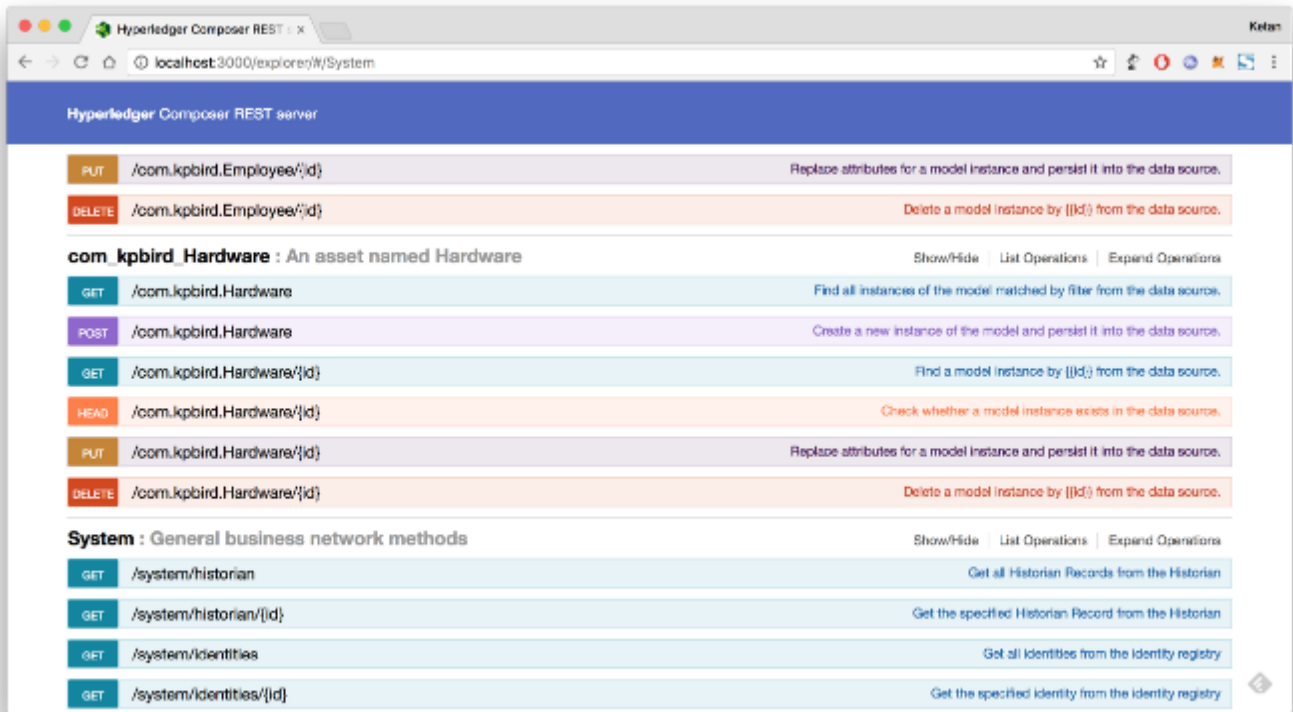 Hyperledger Composer REST : x
Ketan
localhost:3000/explorer/#/System
Hyperledger Composer REST server
PUT /com.kpbird.Employee/{id} Replace attributes for a model instance and persist it into the data source.
DELETE /com.kpbird.Employee/{id} Delete a model instance by {{id}} from the data source.
com_kpbird_Hardware : An asset named Hardware Show/Hide List Operations Expand Operations
GET /com.kpbird.Hardware Find all instances of the model matched by filter from the data source.
POST /com.kpbird.Hardware Create a new instance of the model and persist it into the data source.
GET /com.kpbird.Hardware/{id} Find a model instance by {{id}} from the data source.
HEAD /com.kpbird.Hardware/{id} Check whether a model instance exists in the data source.
PUT /com.kpbird.Hardware/{id} Replace attributes for a model instance and persist it into the data source.
DELETE /com.kpbird.Hardware/{id} Delete a model instance by {{id}} from the data source.
System : General business network methods Show/Hide List Operations Expand Operations
GET /system/historian Get all Historian Records from the Historian
GET /system/historian/{id} Get the specified Historian Record from the Historian
GET /system/identities Get all identities from the identity registry
GET /system/identities/{id} Get the specified identity from the identity registry